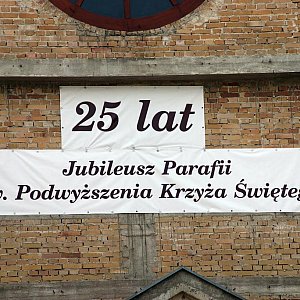 25 lat
Jubileusz Parafii
w. Podwyższenia Krzyża Święteg